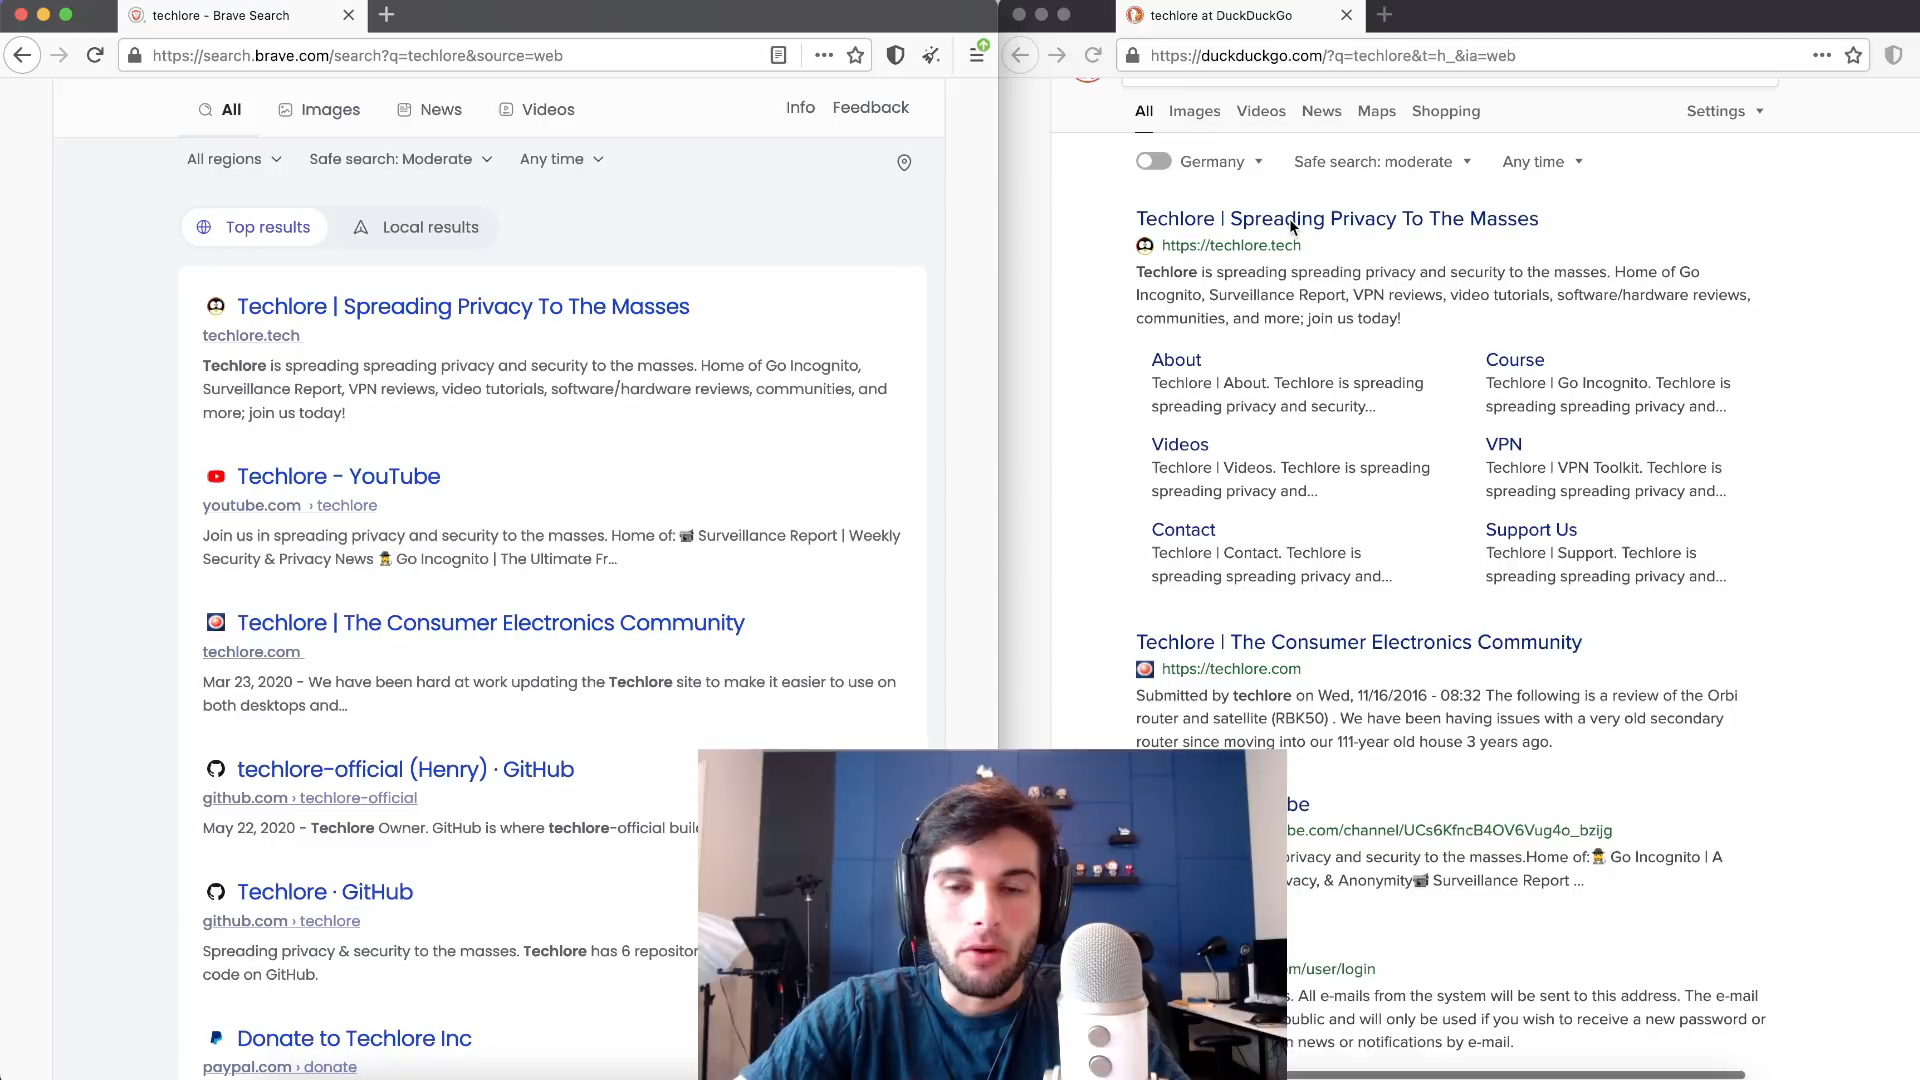 techlore - Brave Search
https://search.brave.com/search?q=techlore&source=web
All Images News Videos
Info Feedback
All regions Safe search: Moderate Any time
Top results Local results
Techlore | Spreading Privacy To The Masses
techlore.tech
Techlore is spreading spreading privacy and security to the masses. Home of Go Incognito,
Surveillance Report, VPN reviews, video tutorials, software/hardware reviews, communities, and
more; join us today!
Techlore - YouTube
youtube.com › techlore
Join us in spreading privacy and security to the masses. Home of: 📹 Surveillance Report | Weekly
Security & Privacy News 🕵 Go Incognito | The Ultimate Fr...
Techlore | The Consumer Electronics Community
techlore.com
Mar 23, 2020 - We have been hard at work updating the Techlore site to make it easier to use on
both desktops and...
techlore-official (Henry) · GitHub
github.com › techlore-official
May 22, 2020 - Techlore Owner. GitHub is where techlore-official buil
Techlore · GitHub
github.com › techlore
Spreading privacy & security to the masses. Techlore has 6 repositor
code on GitHub.
Donate to Techlore Inc
paypal.com › donate
techlore at DuckDuckGo
https://duckduckgo.com/?q=techlore&t=h_&ia=web
All Images Videos News Maps Shopping Settings
Germany Safe search: moderate Any time
Techlore | Spreading Privacy To The Masses
https://techlore.tech
Techlore is spreading spreading privacy and security to the masses. Home of Go
Incognito, Surveillance Report, VPN reviews, video tutorials, software/hardware reviews,
communities, and more; join us today!
About
Techlore | About. Techlore is spreading
spreading privacy and security...
Course
Techlore | Go Incognito. Techlore is
spreading spreading privacy and...
Videos
Techlore | Videos. Techlore is spreading
spreading privacy and...
VPN
Techlore | VPN Toolkit. Techlore is
spreading spreading privacy and...
Contact
Techlore | Contact. Techlore is
spreading spreading privacy and...
Support Us
Techlore | Support. Techlore is
spreading spreading privacy and...
Techlore | The Consumer Electronics Community
https://techlore.com
Submitted by techlore on Wed, 11/16/2016 - 08:32 The following is a review of the Orbi
router and satellite (RBK50) . We have been having issues with a very old secondary
router since moving into our 111-year old house 3 years ago.
be
be.com/channel/UCs6KfncB4OV6Vug4o_bzijg
rivacy and security to the masses.Home of:🕵 Go Incognito | A
vacy, & Anonymity📹 Surveillance Report ...
m/user/login
. All e-mails from the system will be sent to this address. The e-mail
public and will only be used if you wish to receive a new password or
n news or notifications by e-mail.